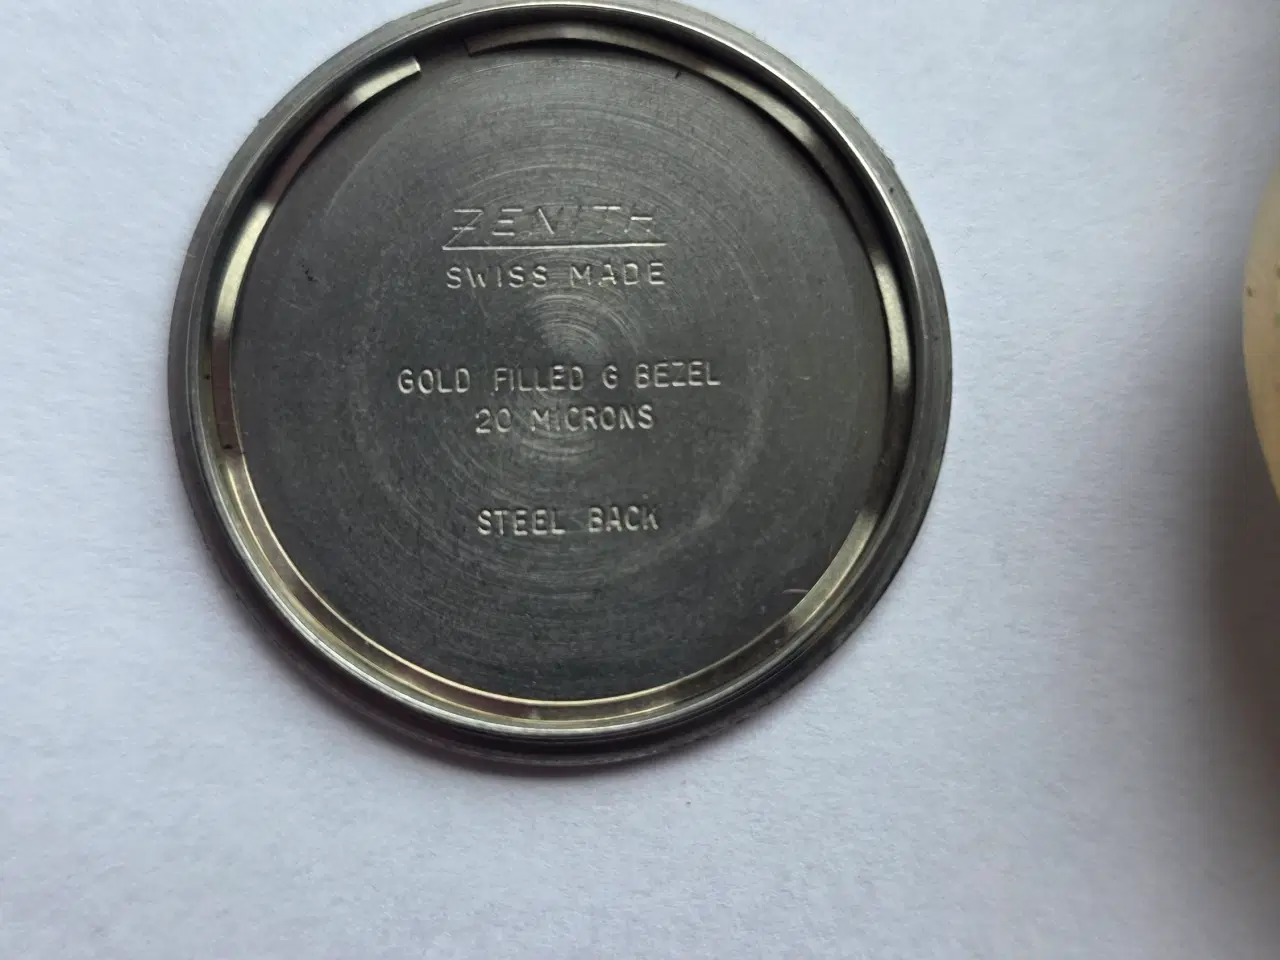 ZENITH
SWISS MADE
GOLD FILLED G BEZEL
20 MICRONS
STEEL BACK